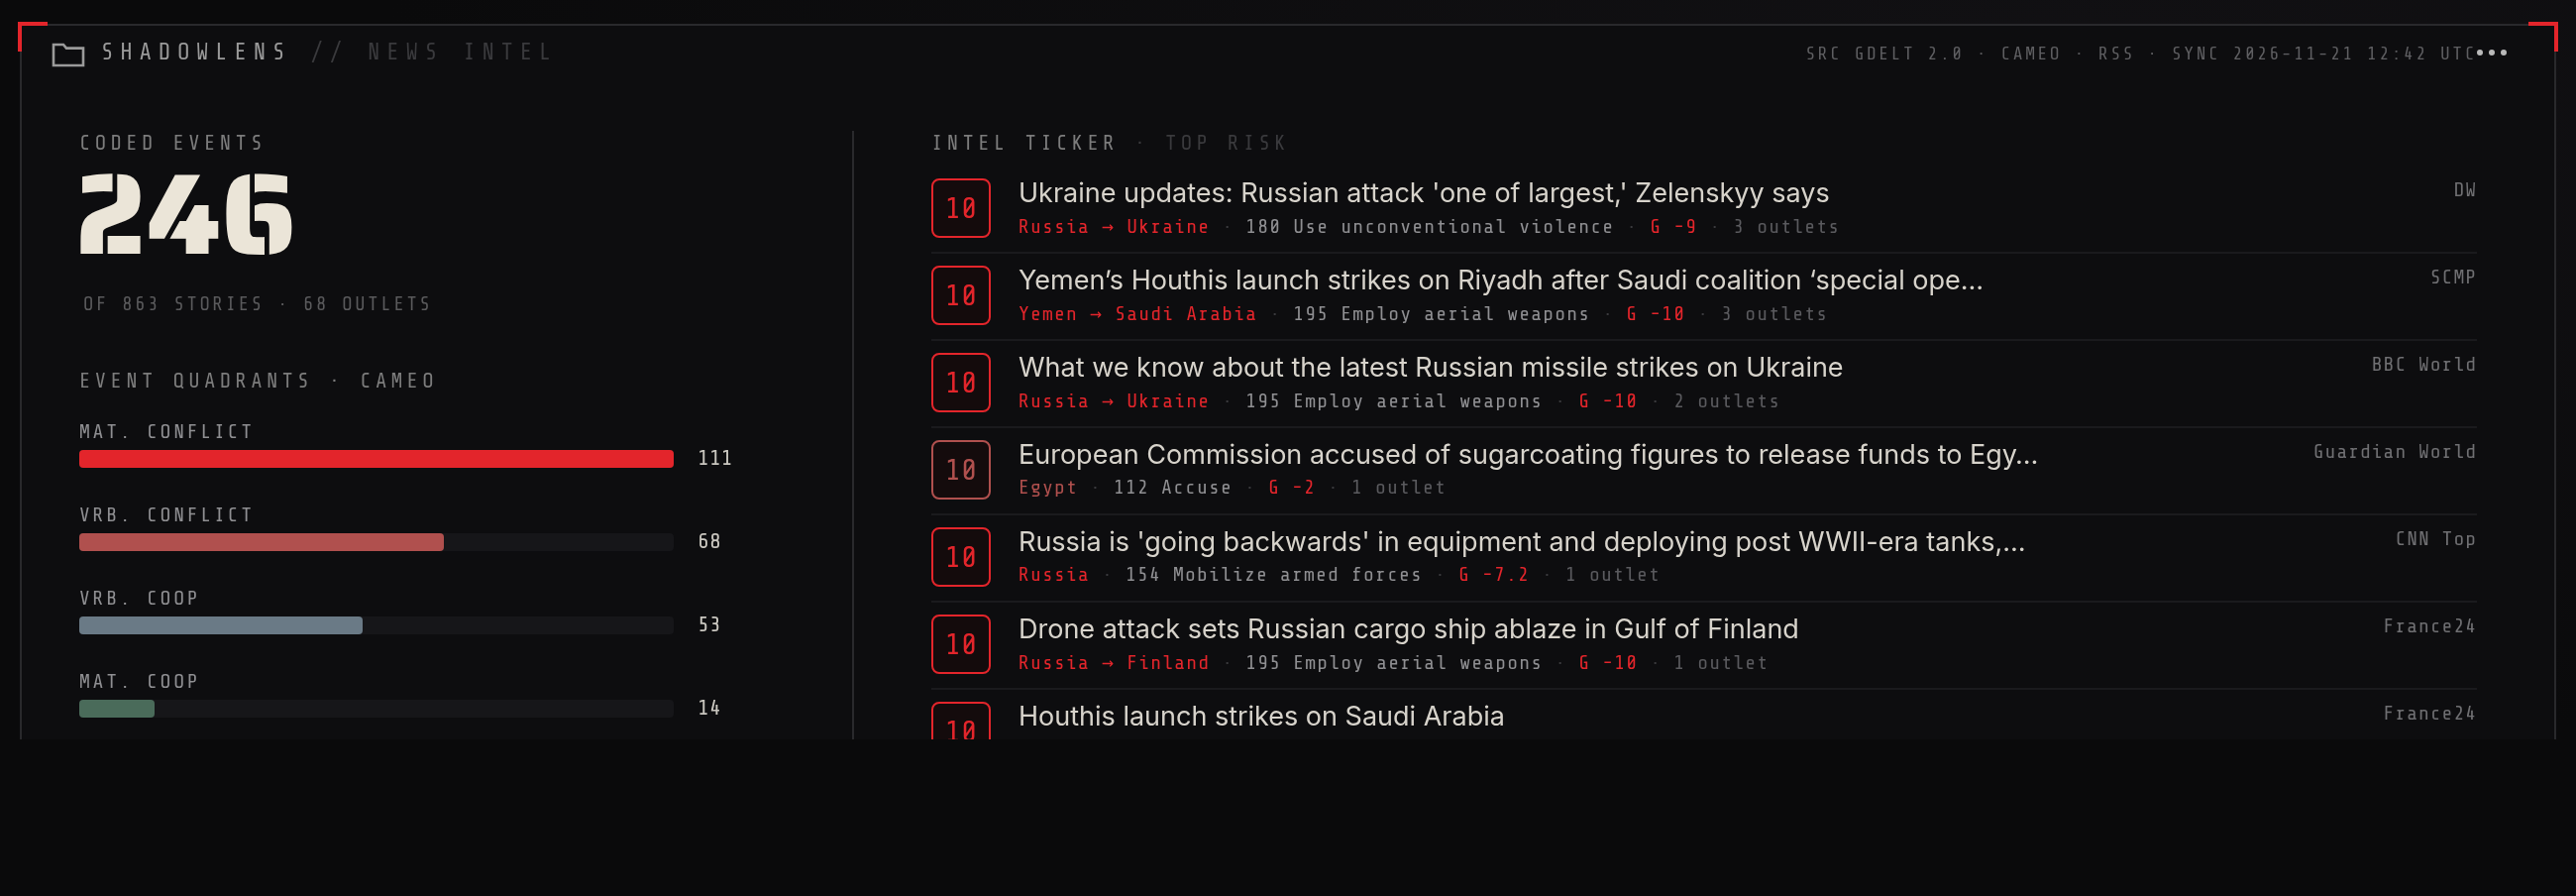 SHADOWLENS // NEWS INTEL
SRC GDELT 2.0 · CAMEO · RSS · SYNC 2026-11-21 12:42 UTC•••
CODED EVENTS
246
OF 863 STORIES · 68 OUTLETS
EVENT QUADRANTS · CAMEO
MAT. CONFLICT
111
VRB. CONFLICT
68
VRB. COOP
53
MAT. COOP
14
INTEL TICKER · TOP RISK
10 Ukraine updates: Russian attack 'one of largest,' Zelenskyy says DW
Russia → Ukraine · 180 Use unconventional violence · G -9 · 3 outlets
10 Yemen’s Houthis launch strikes on Riyadh after Saudi coalition ‘special ope... SCMP
Yemen → Saudi Arabia · 195 Employ aerial weapons · G -10 · 3 outlets
10 What we know about the latest Russian missile strikes on Ukraine BBC World
Russia → Ukraine · 195 Employ aerial weapons · G -10 · 2 outlets
10 European Commission accused of sugarcoating figures to release funds to Egy... Guardian World
Egypt · 112 Accuse · G -2 · 1 outlet
10 Russia is 'going backwards' in equipment and deploying post WWII-era tanks,... CNN Top
Russia · 154 Mobilize armed forces · G -7.2 · 1 outlet
10 Drone attack sets Russian cargo ship ablaze in Gulf of Finland France24
Russia → Finland · 195 Employ aerial weapons · G -10 · 1 outlet
10 Houthis launch strikes on Saudi Arabia France24